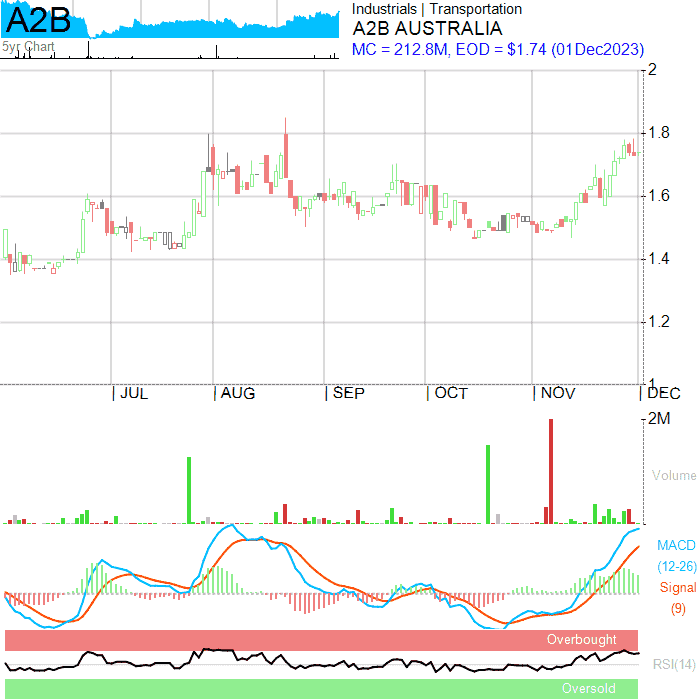 A2B
5yr Chart
Industrials | Transportation
A2B AUSTRALIA
MC = 212.8M, EOD = $1.74 (01Dec2023)
2
1.8
1.6
1.4
1.2
1
JUL
AUG
SEP
OCT
NOV
DEC
2M
Volume
MACD
(12-26)
Signal
(9)
Overbought
RSI(14)
Oversold